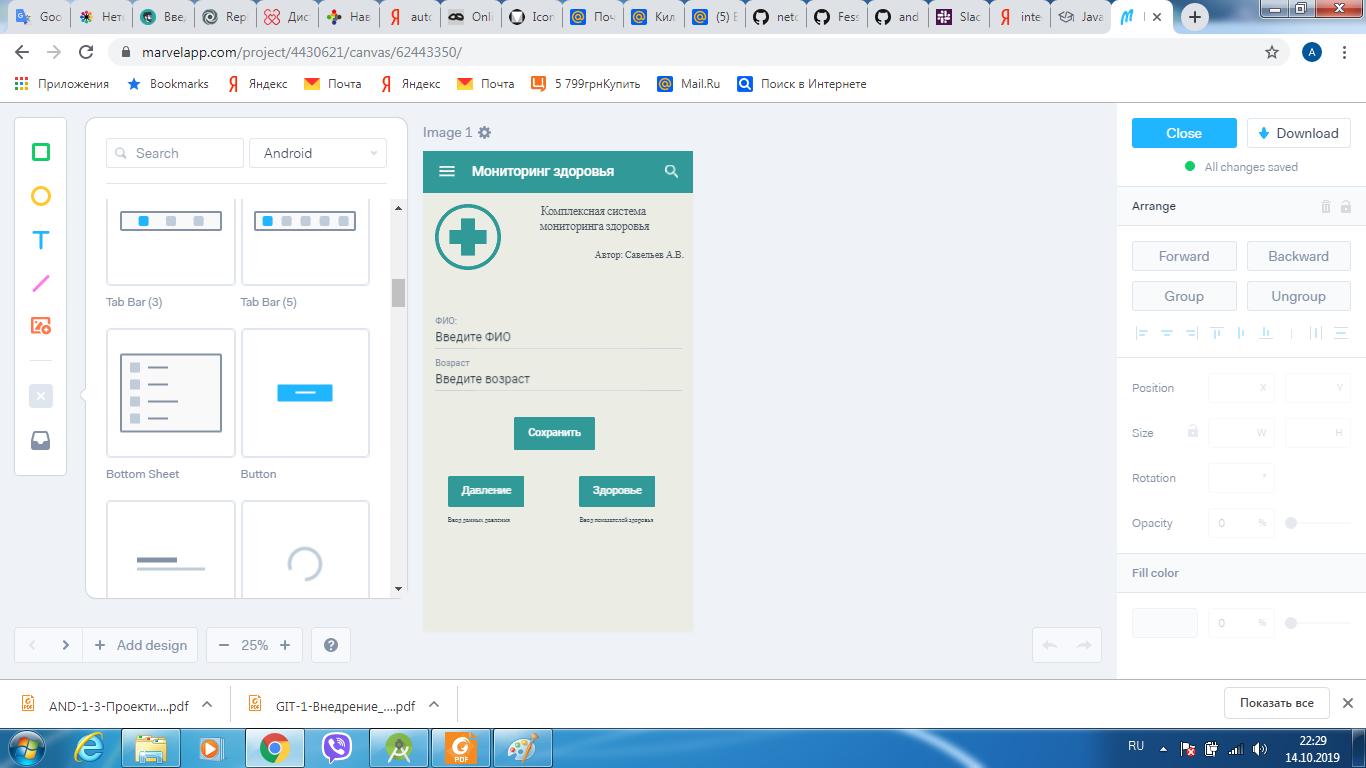 Goo
Нет
Вве
Rep
Дис
Нав
auto
Onli
Icor
Поч
Кил
(5) В
neto
Fess
and
Slac
inte
Java
marvelapp.com/project/4430621/canvas/62443350/
A
Приложения
Bookmarks
Яндекс
Почта
Яндекс
Почта
5 799грнКупить
Mail.Ru
Поиск в Интернете
Search
Android
Tab Bar (3)
Tab Bar (5)
Bottom Sheet
Button
Add design
25%
Image 1
Мониторинг здоровья
Комплексная система
мониторинга здоровья
Автор: Савельев А.В.
ФИО:
Введите ФИО
Возраст
Введите возраст
Сохранить
Давление
Здоровье
Ввод данных давления
Ввод показателей здоровья
Close
Download
All changes saved
Arrange
Forward
Backward
Group
Ungroup
Position
X
Y
Size
W
H
Rotation
°
Opacity
0 %
Fill color
0 %
AND-1-3-Проекти....pdf
GIT-1-Внедрение_....pdf
Показать все
PDF
RU
22:29
14.10.2019